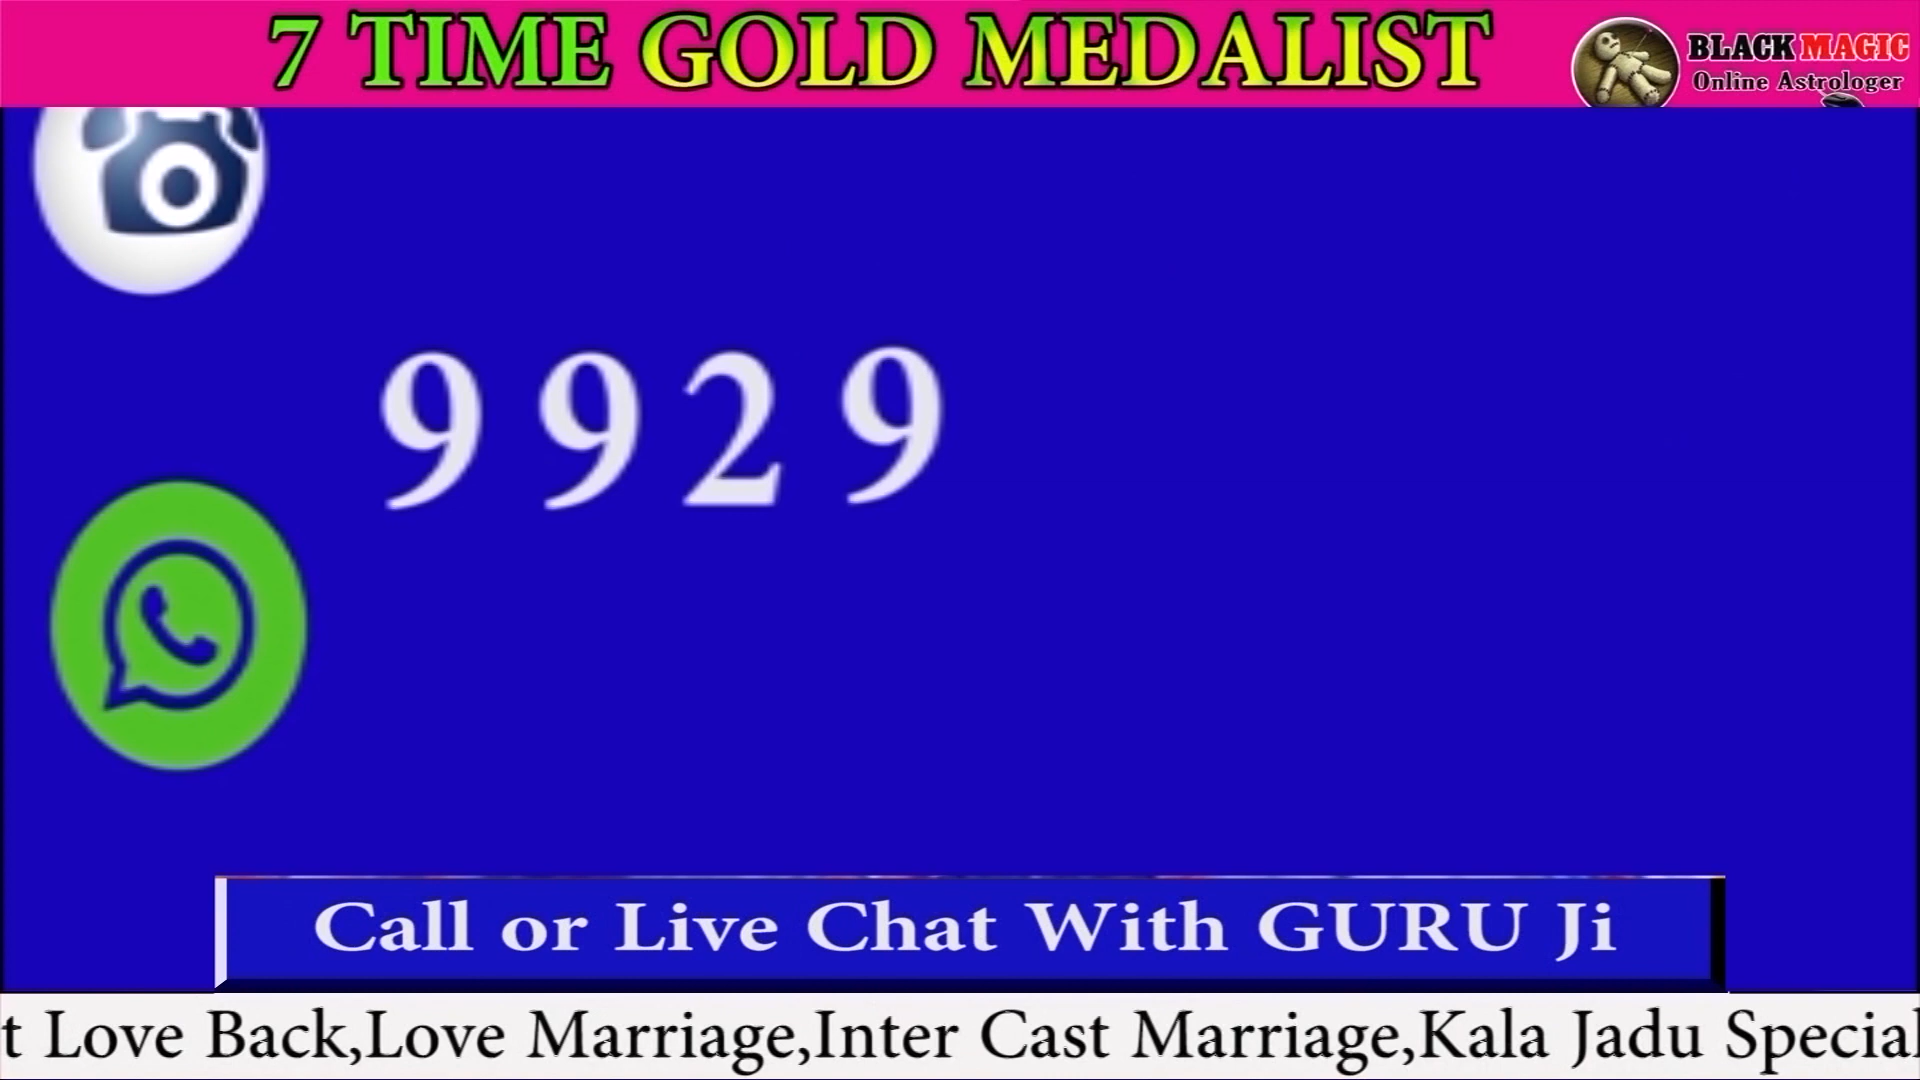 7 TIME GOLD MEDALIST
BLACK MAGIC
Online Astrologer
9929
Call or Live Chat With GURU Ji
t Love Back,Love Marriage,Inter Cast Marriage,Kala Jadu Special